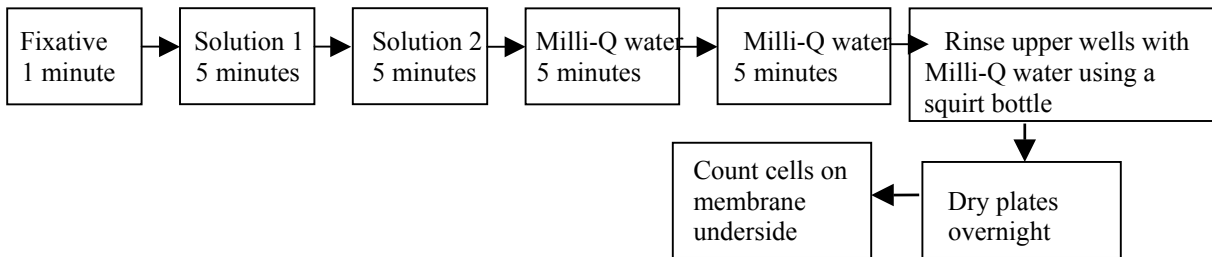 Fixative
1 minute
Solution 1
5 minutes
Solution 2
5 minutes
Milli-Q water
5 minutes
Milli-Q water
5 minutes
Rinse upper wells with
Milli-Q water using a
squirt bottle
Dry plates
overnight
Count cells on
membrane
underside